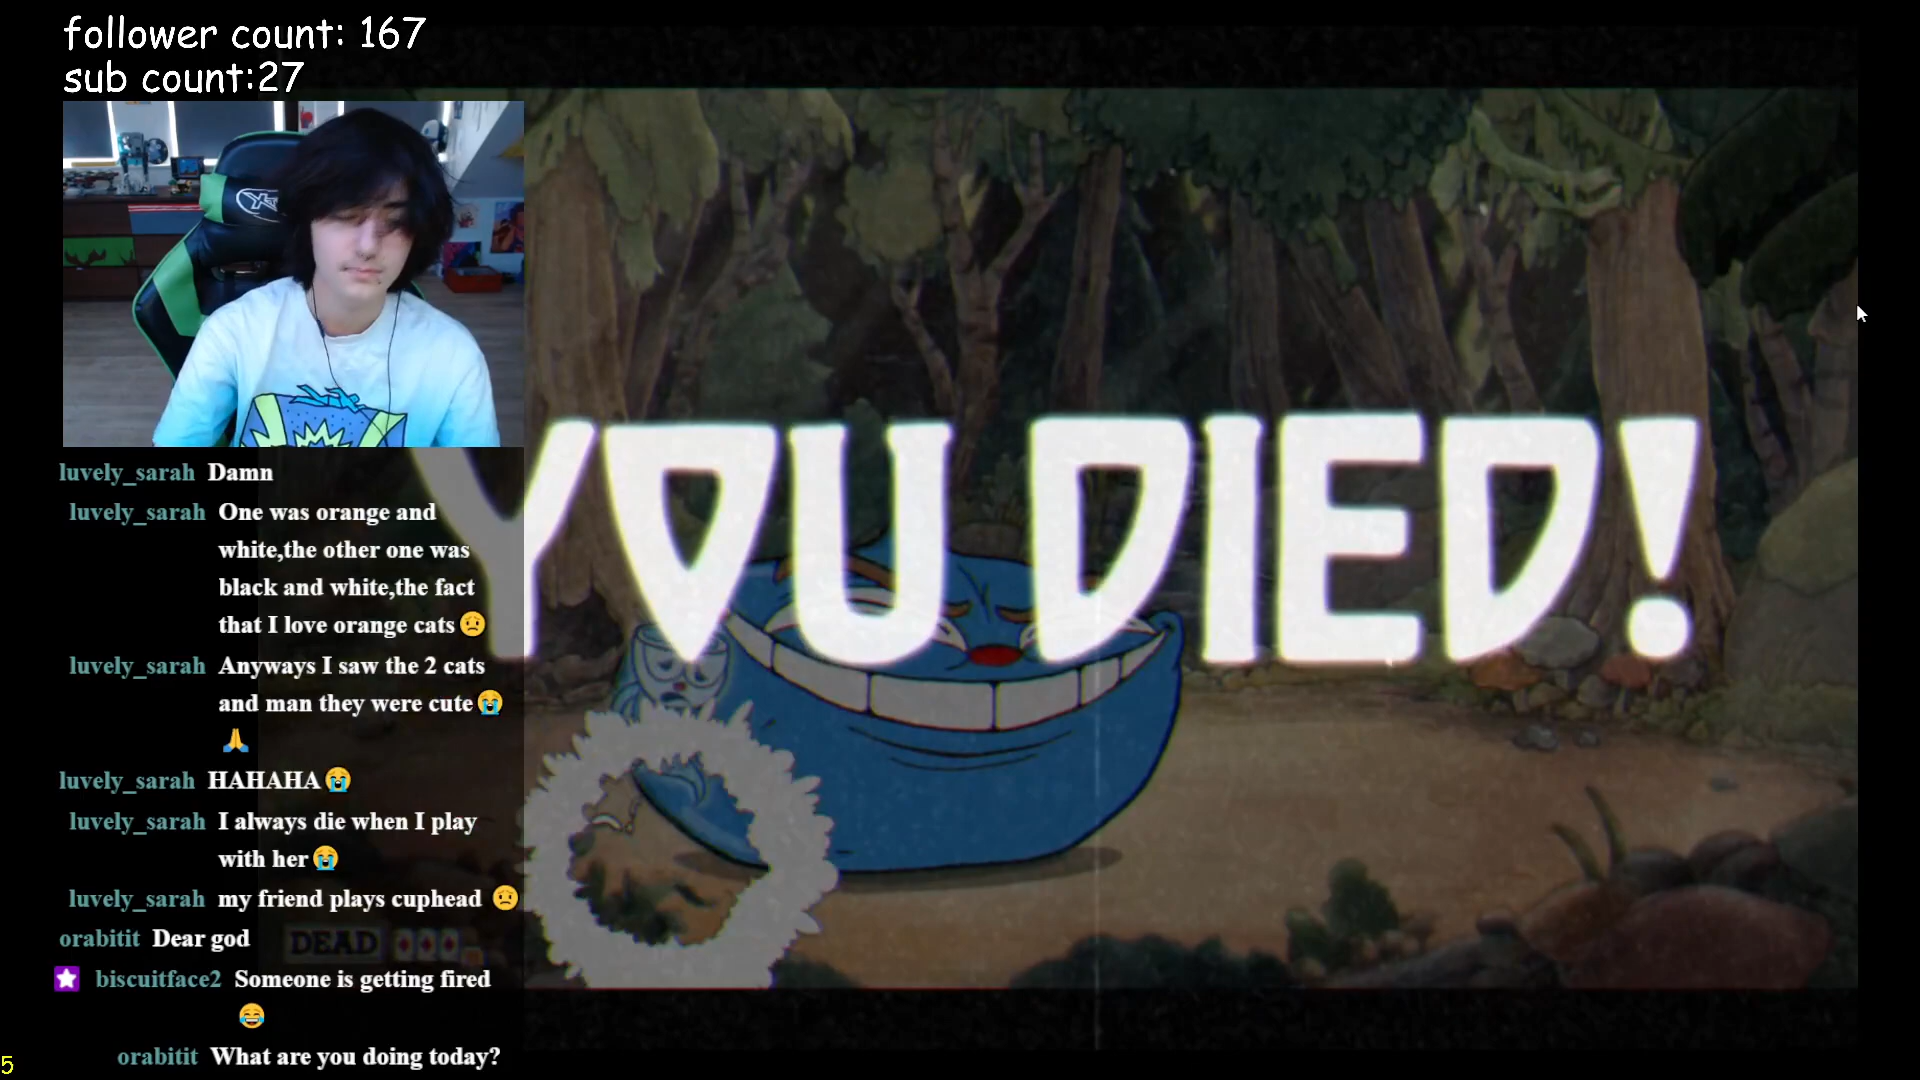 follower count: 167
sub count:27
YOU DIED!
luvely_sarah Damn
luvely_sarah One was orange and
white,the other one was
black and white,the fact
that I love orange cats😟
luvely_sarah Anyways I saw the 2 cats
and man they were cute😭
🙏
luvely_sarah HAHAHA😭
luvely_sarah I always die when I play
with her😭
luvely_sarah my friend plays cuphead 😟
orabitit Dear god
DEAD
biscuitface2 Someone is getting fired
😂
orabitit What are you doing today?
5